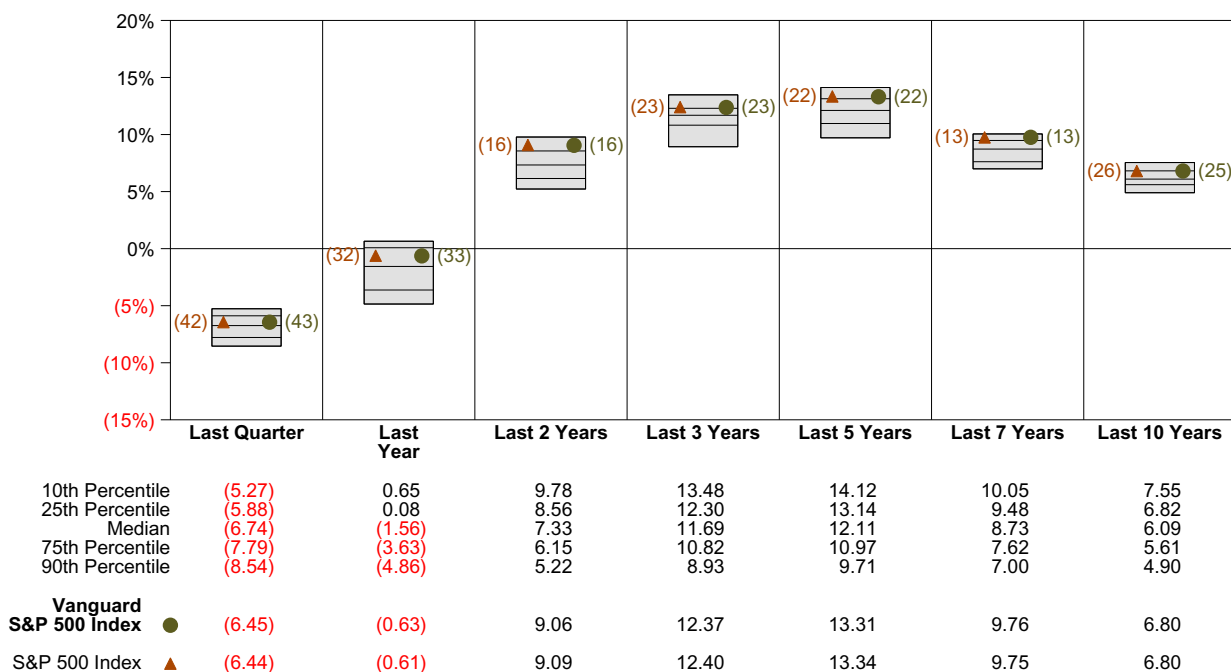 20%
15%
10%
5%
0%
(5%)
(10%)
(15%)
(42) (43)
(32) (33)
(16) (16)
(23) (23)
(22) (22)
(13) (13)
(26) (25)
Last Quarter Last Year Last 2 Years Last 3 Years Last 5 Years Last 7 Years Last 10 Years
10th Percentile (5.27) 0.65 9.78 13.48 14.12 10.05 7.55
25th Percentile (5.88) 0.08 8.56 12.30 13.14 9.48 6.82
Median (6.74) (1.56) 7.33 11.69 12.11 8.73 6.09
75th Percentile (7.79) (3.63) 6.15 10.82 10.97 7.62 5.61
90th Percentile (8.54) (4.86) 5.22 8.93 9.71 7.00 4.90
Vanguard
S&P 500 Index (6.45) (0.63) 9.06 12.37 13.31 9.76 6.80
S&P 500 Index (6.44) (0.61) 9.09 12.40 13.34 9.75 6.80